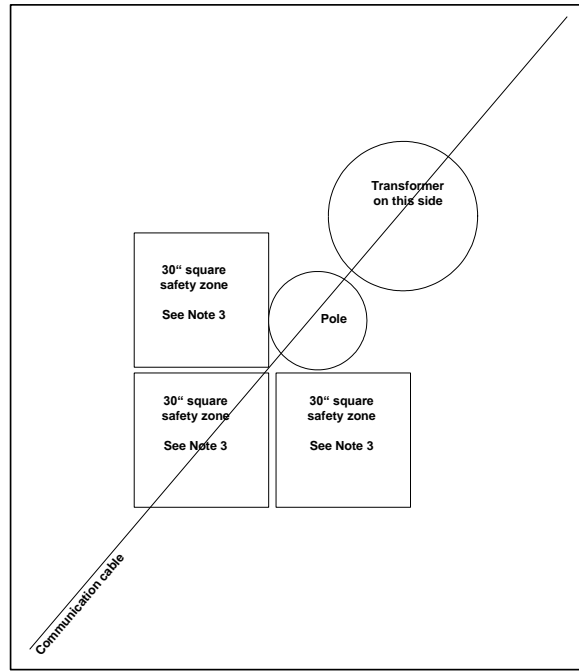 Transformer
on this side
30“ square
safety zone
See Note 3
Pole
30“ square
safety zone
See Note 3
30“ square
safety zone
See Note 3
Communication cable